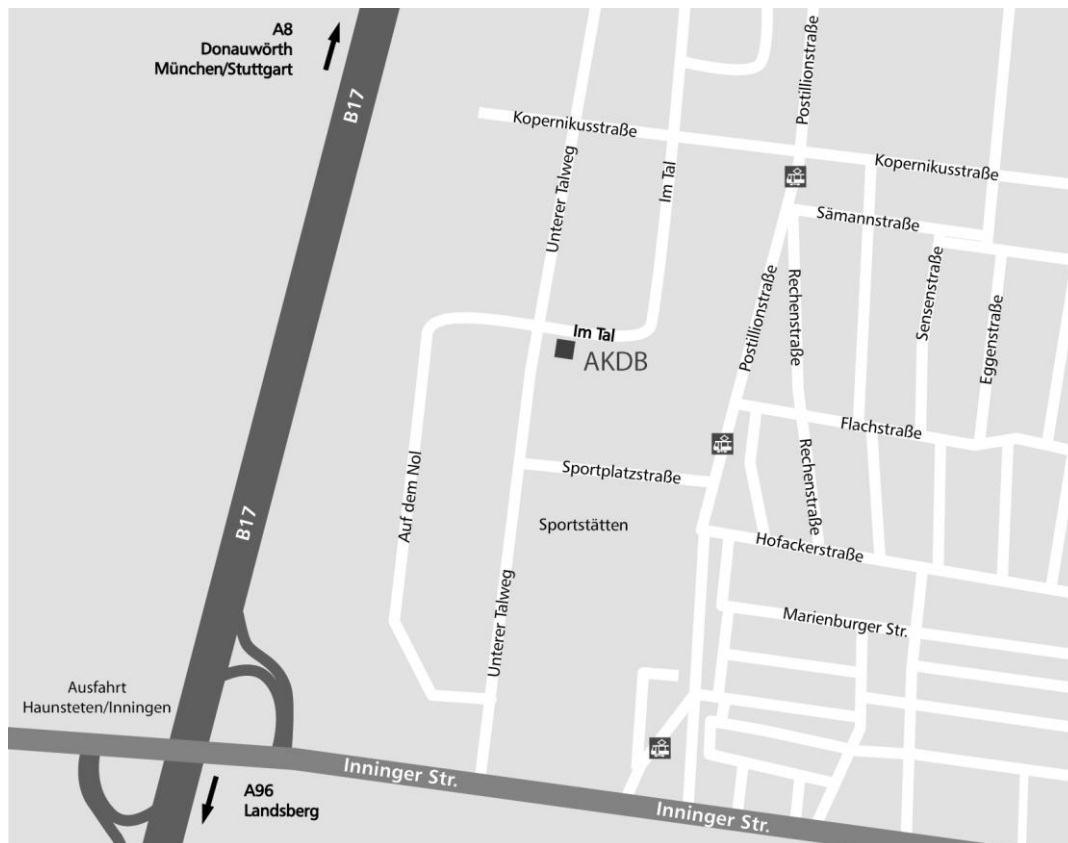 A8
Donauwörth
München/Stuttgart
B17
Postillionstraße
Kopernikusstraße
Kopernikusstraße
Unterer Talweg
Im Tal
Sämannstraße
Postillionstraße
Rechenstraße
Sensenstraße
Eggenstraße
Im Tal
AKDB
Flachstraße
Auf dem Nol
Sportplatzstraße
Rechenstraße
B17
Sportstätten
Hofackerstraße
Unterer Talweg
Marienburger Str.
Ausfahrt
Haunsteten/Inningen
Inninger Str.
A96
Landsberg
Inninger Str.